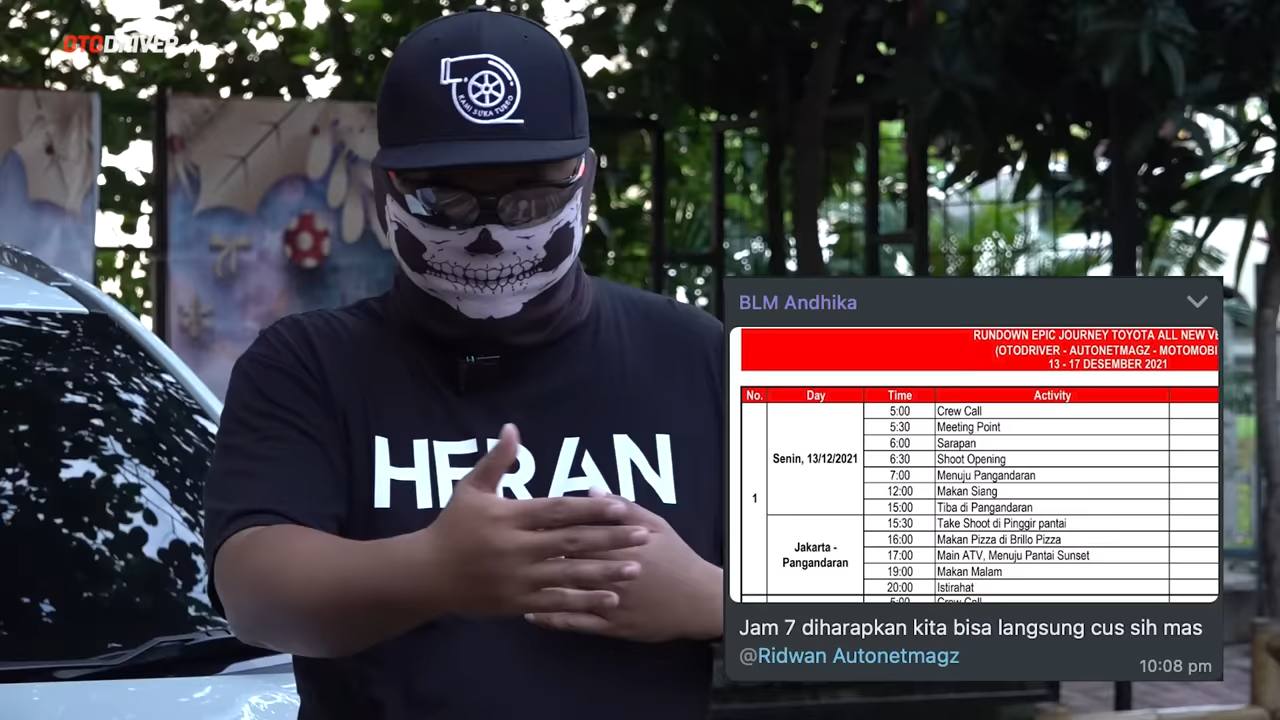 OTODRIVER
KAMI SUKA TURBO
HERAN
BLM Andhika
RUNDOWN EPIC JOURNEY TOYOTA ALL NEW
(OTODRIVER - AUTONETMAGZ - MOTOMOBI
13 - 17 DESEMBER 2021
No. Day Time Activity
1
Senin, 13/12/2021
5:00 Crew Call
5:30 Meeting Point
6:00 Sarapan
6:30 Shoot Opening
7:00 Menuju Pangandaran
12:00 Makan Siang
15:00 Tiba di Pangandaran
Jakarta -
Pangandaran
15:30 Take Shoot di Pinggir pantai
16:00 Makan Pizza di Brillo Pizza
17:00 Main ATV, Menuju Pantai Sunset
19:00 Makan Malam
20:00 Istirahat
5:00 Crew Call
Jam 7 diharapkan kita bisa langsung cus sih mas
@Ridwan Autonetmagz
10:08 pm